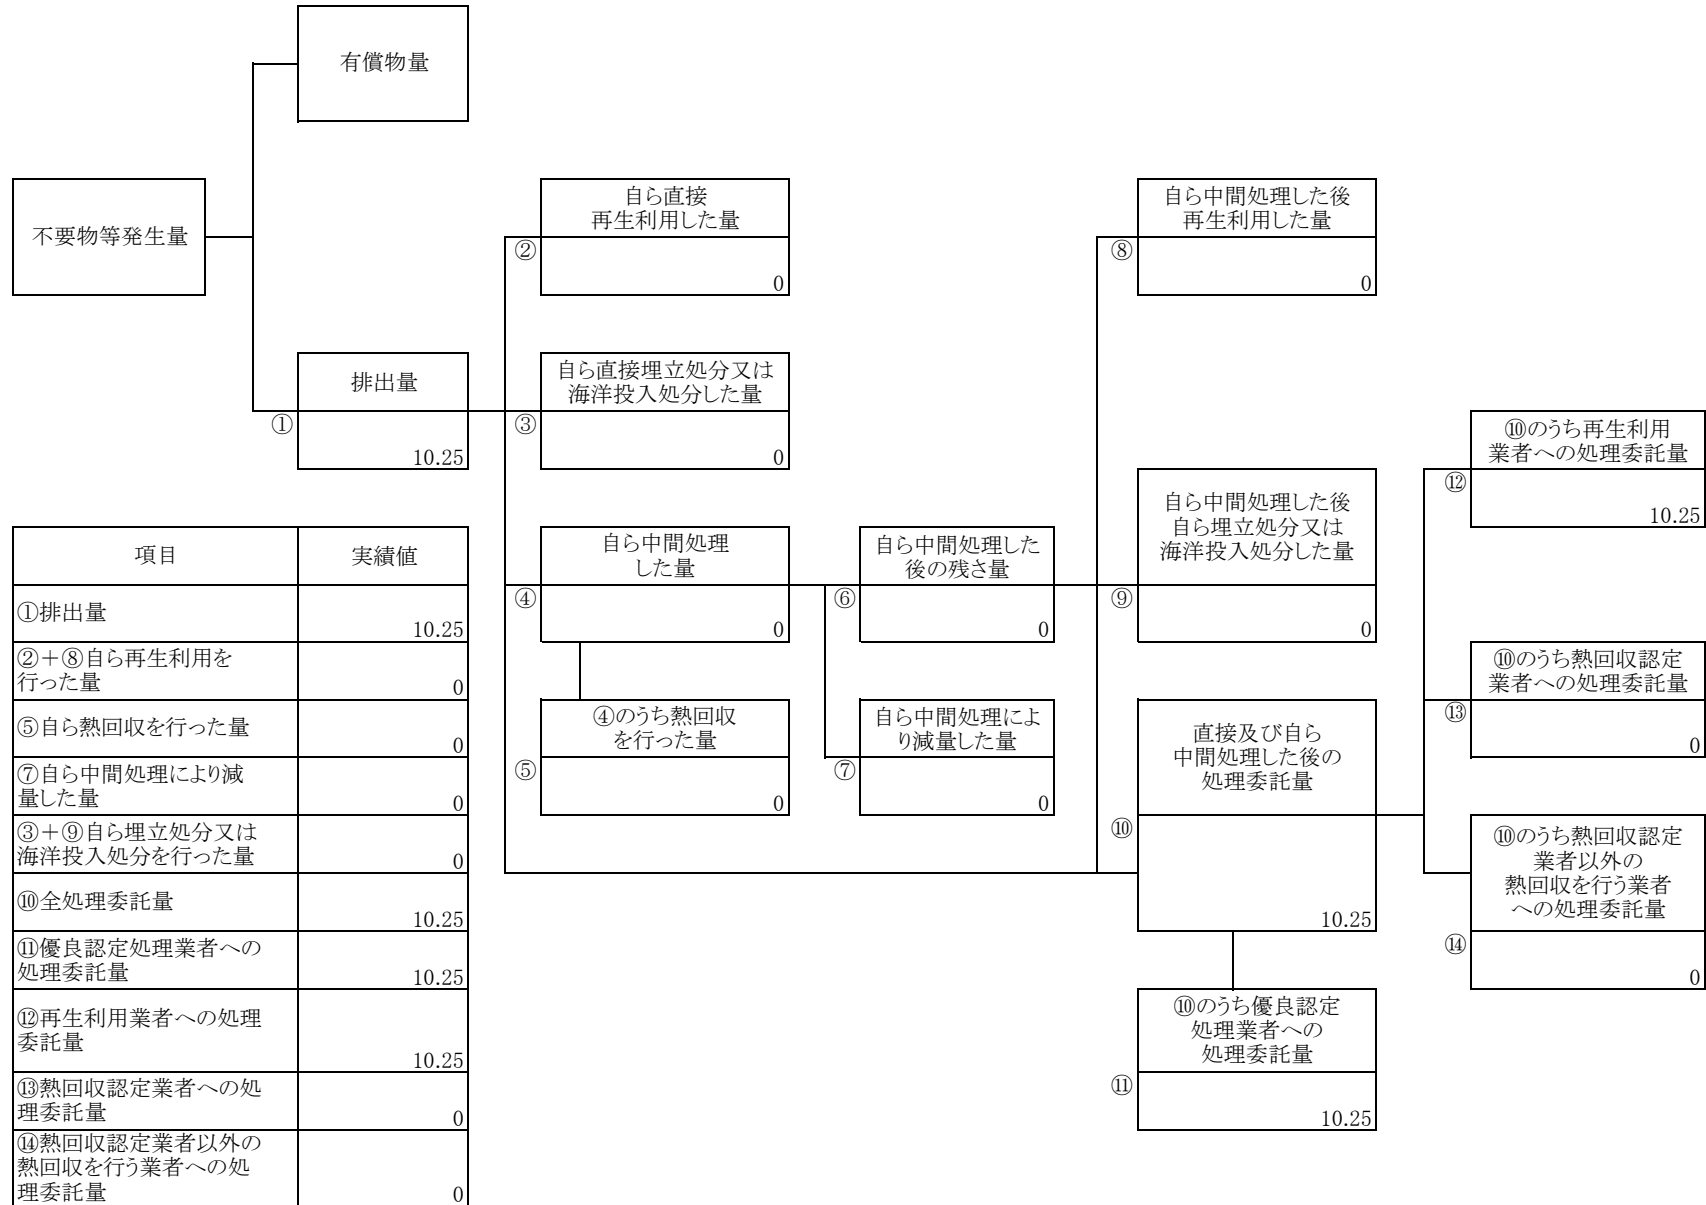 有償物量
不要物等発生量
自ら直接
再生利用した量
②
0
自ら中間処理した後
再生利用した量
⑧
0
排出量
①
10.25
自ら直接埋立処分又は
海洋投入処分した量
③
0
⑩のうち再生利用
業者への処理委託量
⑫
10.25
自ら中間処理した後
自ら埋立処分又は
海洋投入処分した量
⑨
0
自ら中間処理
した量
④
0
自ら中間処理した
後の残さ量
⑥
0
⑩のうち熱回収認定
業者への処理委託量
⑬
0
④のうち熱回収
を行った量
⑤
0
自ら中間処理によ
り減量した量
⑦
0
直接及び自ら
中間処理した後の
処理委託量
⑩
10.25
⑩のうち熱回収認定
業者以外の
熱回収を行う業者
への処理委託量
⑭
0
⑩のうち優良認定
処理業者への
処理委託量
⑪
10.25
項目 実績値
①排出量
10.25
②＋⑧自ら再生利用を
行った量
0
⑤自ら熱回収を行った量
0
⑦自ら中間処理により減
量した量
0
③＋⑨自ら埋立処分又は
海洋投入処分を行った量
0
⑩全処理委託量
10.25
⑪優良認定処理業者への
処理委託量
10.25
⑫再生利用業者への処理
委託量
10.25
⑬熱回収認定業者への処
理委託量
0
⑭熱回収認定業者以外の
熱回収を行う業者への処
理委託量
0